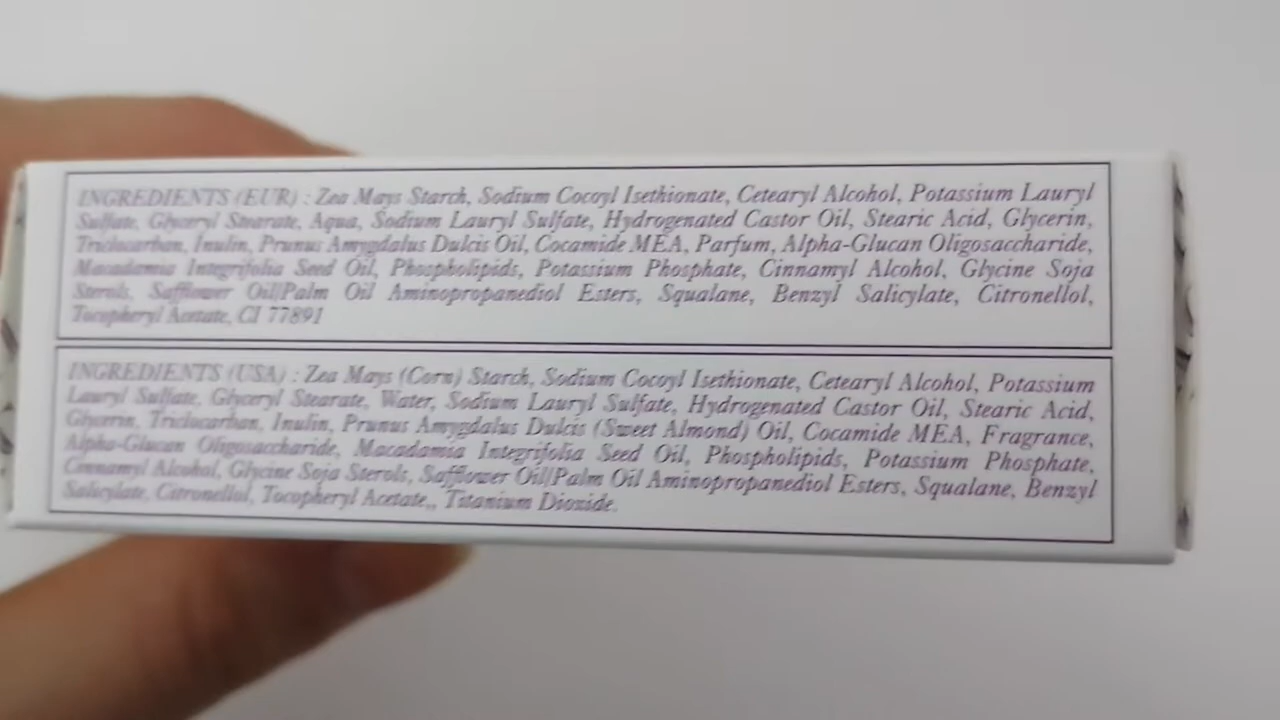 INGREDIENTS (EUR) : Zea Mays Starch, Sodium Cocoyl Isethionate, Cetearyl Alcohol, Potassium Lauryl
Sulfate, Glyceryl Stearate, Aqua, Sodium Lauryl Sulfate, Hydrogenated Castor Oil, Stearic Acid, Glycerin,
Triclocarban, Inulin, Prunus Amygdalus Dulcis Oil, Cocamide MEA, Parfum, Alpha-Glucan Oligosaccharide,
Macadamia Integrifolia Seed Oil, Phospholipids, Potassium Phosphate, Cinnamyl Alcohol, Glycine Soja
Sterols, Safflower Oil/Palm Oil Aminopropanediol Esters, Squalane, Benzyl Salicylate, Citronellol,
Tocopheryl Acetate, CI 77891
INGREDIENTS (USA) : Zea Mays (Corn) Starch, Sodium Cocoyl Isethionate, Cetearyl Alcohol, Potassium
Lauryl Sulfate, Glyceryl Stearate, Water, Sodium Lauryl Sulfate, Hydrogenated Castor Oil, Stearic Acid,
Glycerin, Triclocarban, Inulin, Prunus Amygdalus Dulcis (Sweet Almond) Oil, Cocamide MEA, Fragrance,
Alpha-Glucan Oligosaccharide, Macadamia Integrifolia Seed Oil, Phospholipids, Potassium Phosphate,
Cinnamyl Alcohol, Glycine Soja Sterols, Safflower Oil/Palm Oil Aminopropanediol Esters, Squalane, Benzyl
Salicylate, Citronellol, Tocopheryl Acetate,, Titanium Dioxide.